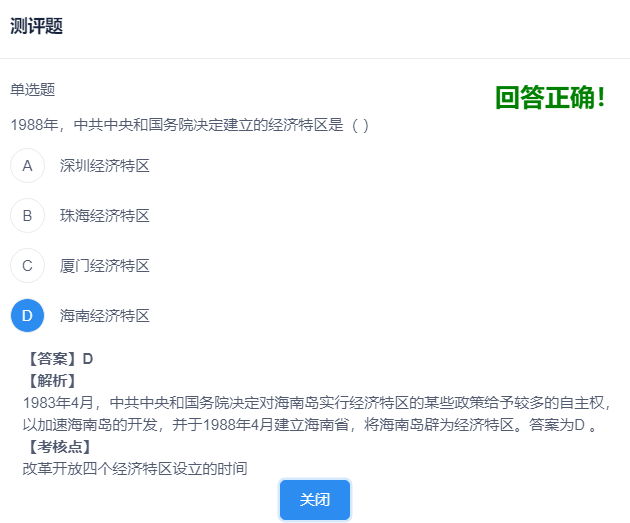 测评题
单选题
回答正确！
1988年，中共中央和国务院决定建立的经济特区是（ ）
A 深圳经济特区
B 珠海经济特区
C 厦门经济特区
D 海南经济特区
【答案】D
【解析】
1983年4月，中共中央和国务院决定对海南岛实行经济特区的某些政策给予较多的自主权，
以加速海南岛的开发，并于1988年4月建立海南省，将海南岛辟为经济特区。答案为D 。
【考核点】
改革开放四个经济特区设立的时间
关闭